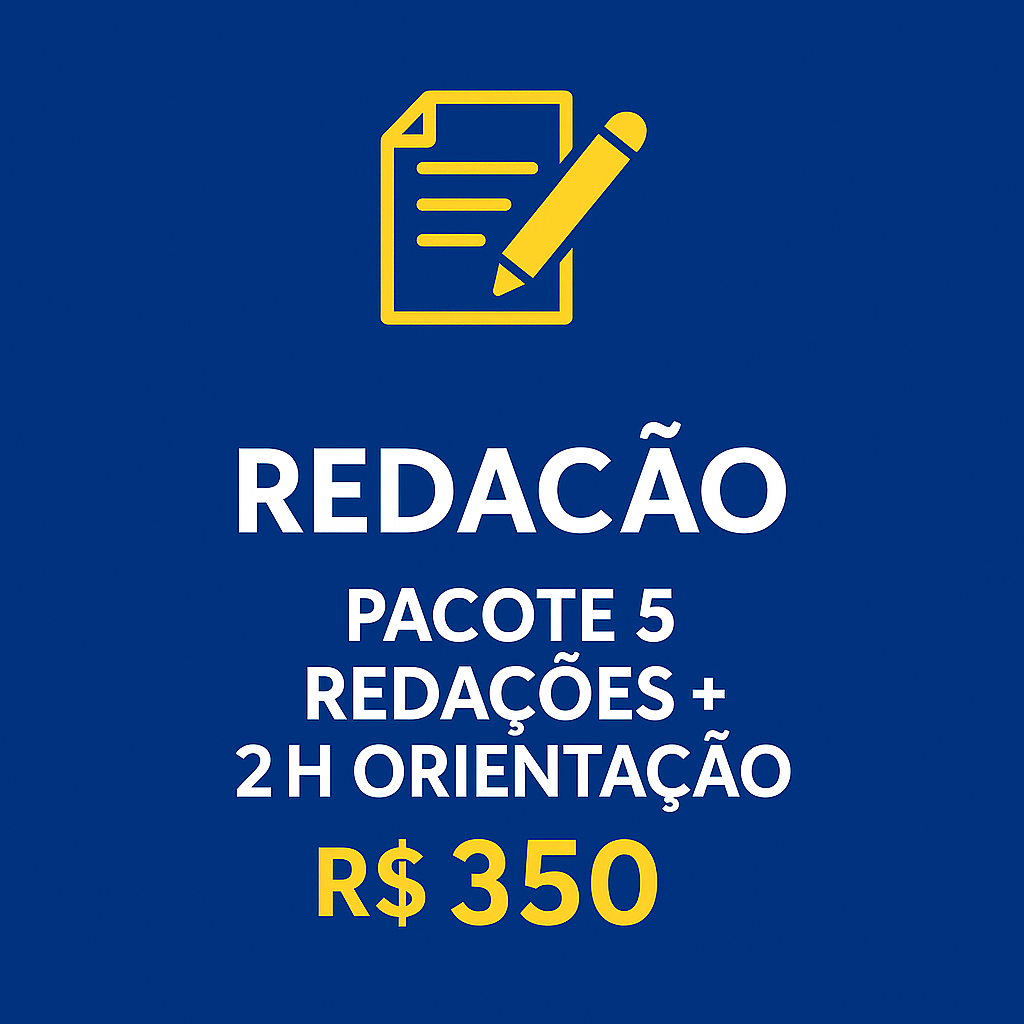 REDACÃO
PACOTE 5
REDAÇÕES +
2 H ORIENTAÇÃO
R$ 350